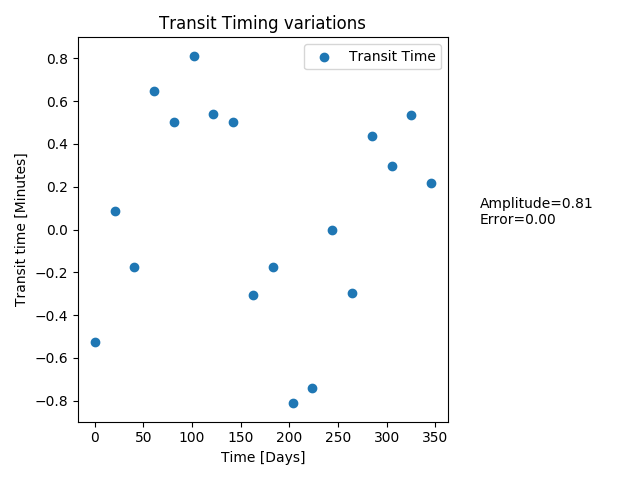 Transit Timing variations
Transit Time
Transit time [Minutes]
0.8
0.6
0.4
0.2
0.0
−0.2
−0.4
−0.6
−0.8
0 50 100 150 200 250 300 350
Time [Days]
Amplitude=0.81
Error=0.00